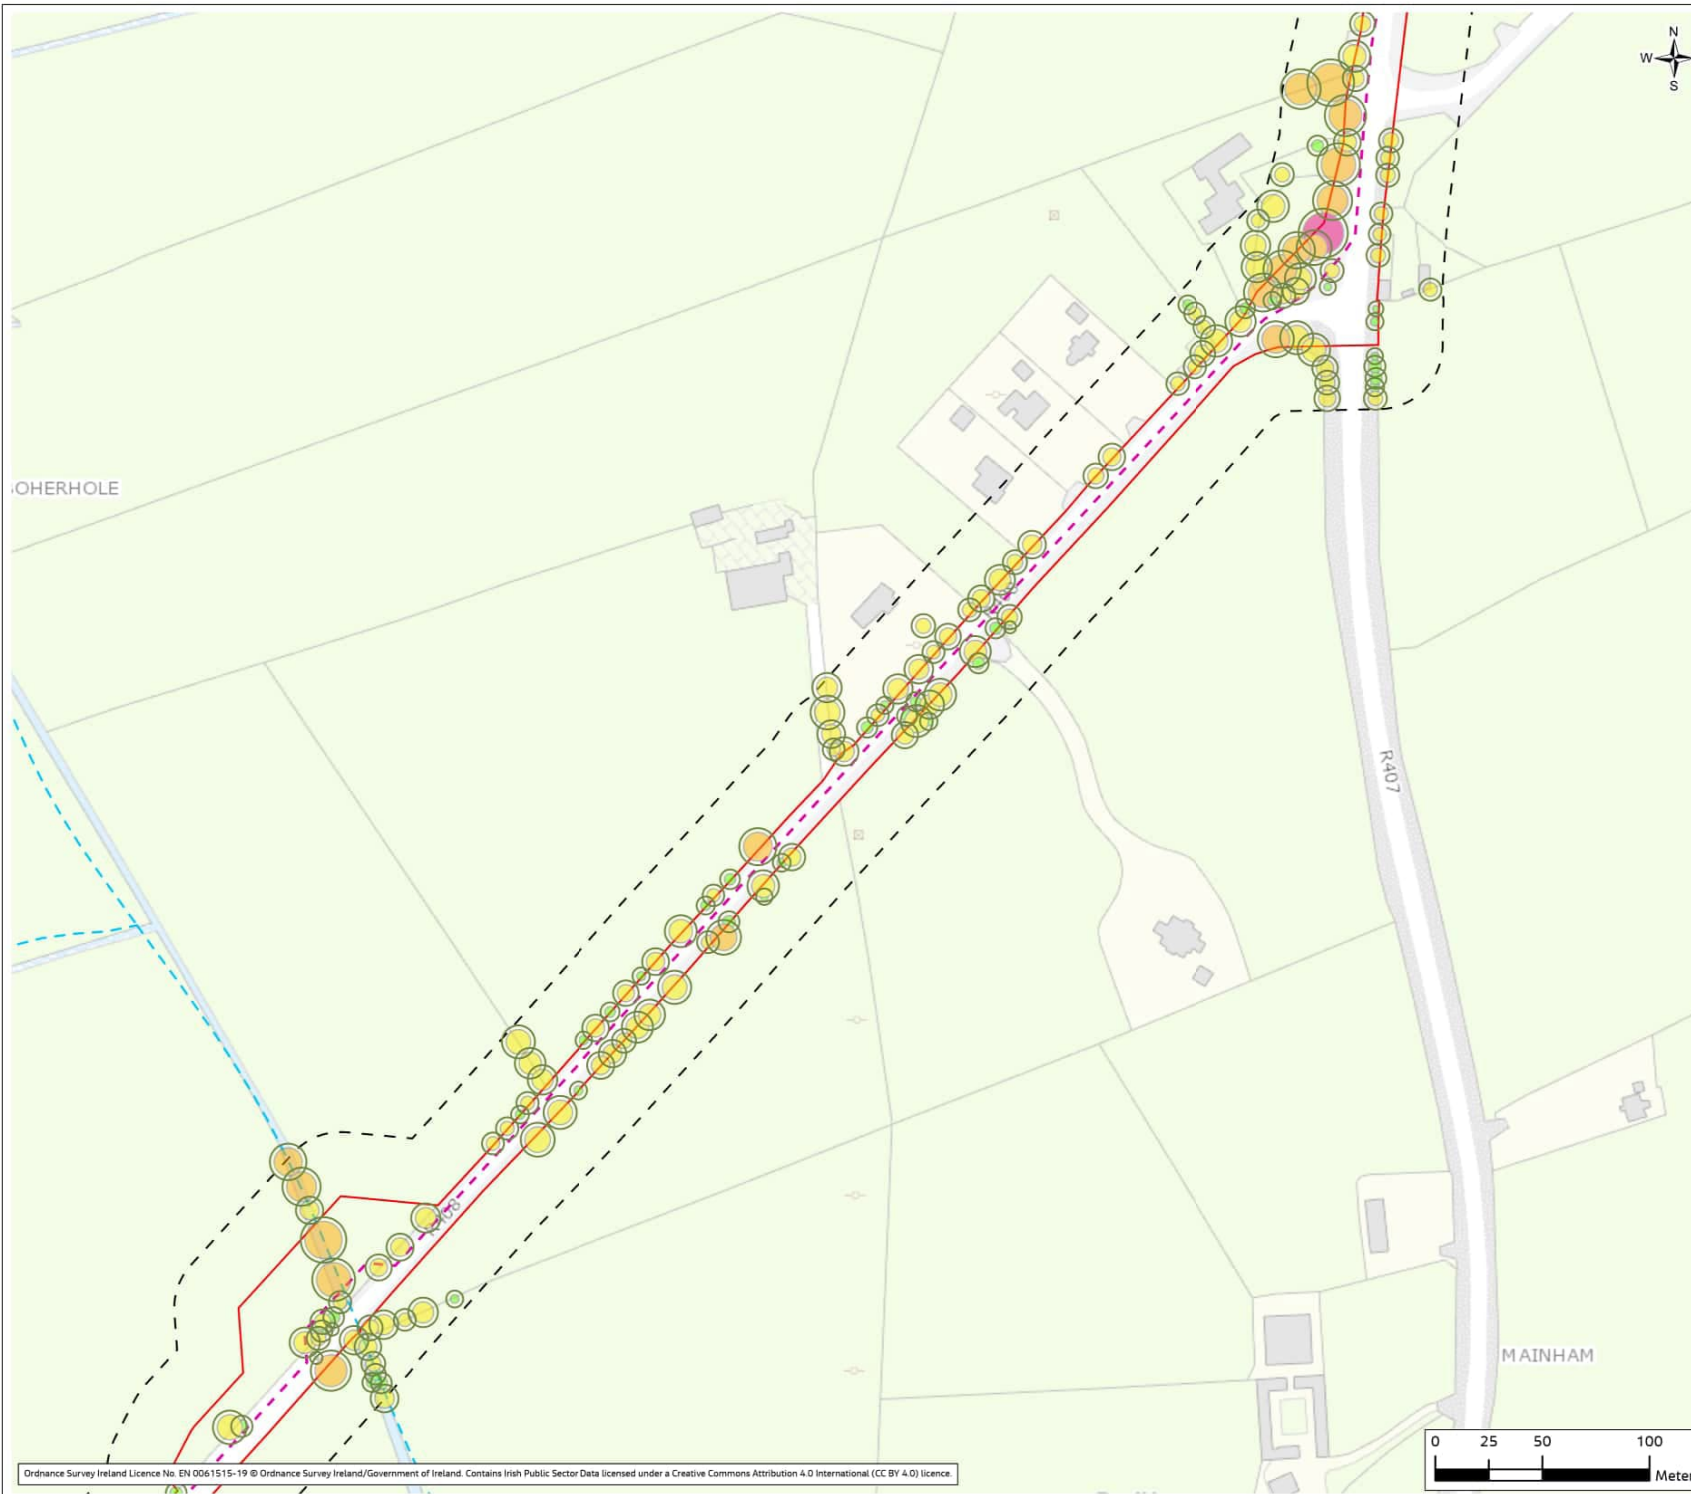 N
W
S
OHERHOLE
R407
MAINHAM
0 25 50 100
Meter
Ordnance Survey Ireland Licence No. EN 0061515-19 © Ordnance Survey Ireland/Government of Ireland. Contains Irish Public Sector Data licensed under a Creative Commons Attribution 4.0 International (CC BY 4.0) licence.